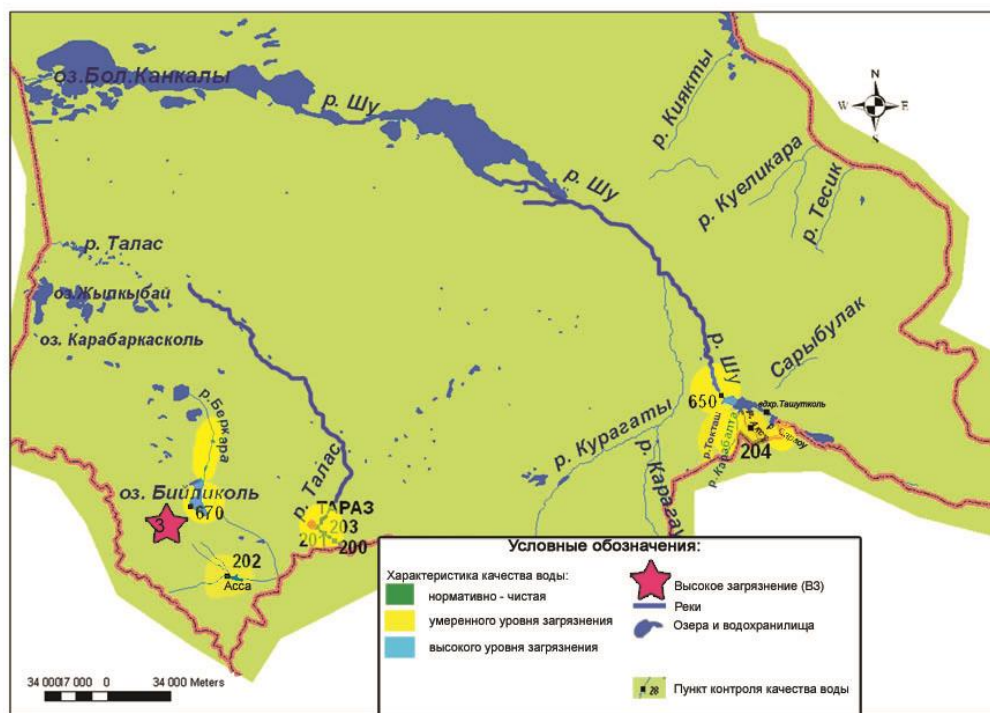 оз.Бол.Канкалы
р. Шу
р. Киякты
N
W E
S
р. Шу
р. Куеликара
р. Тесик
р. Талас
оз.Жылкыбай
оз. Карабаркасколь
р.Беркара
р. Шу
Сарыбулак
650
вдхр.Ташутколь
р. Курагаты
р.Токташ
р.Карабалта
204
р. Карагат
оз. Бийликоль
670
3
р. Талас
ТАРАЗ
203
201
200
202
Асса
Условные обозначения:
Характеристика качества воды:
нормативно - чистая
умеренного уровня загрязнения
высокого уровня загрязнения
Высокое загрязнение (ВЗ)
Реки
Озера и водохранилища
28 Пункт контроля качества воды
34 000 17 000 0 34 000 Meters